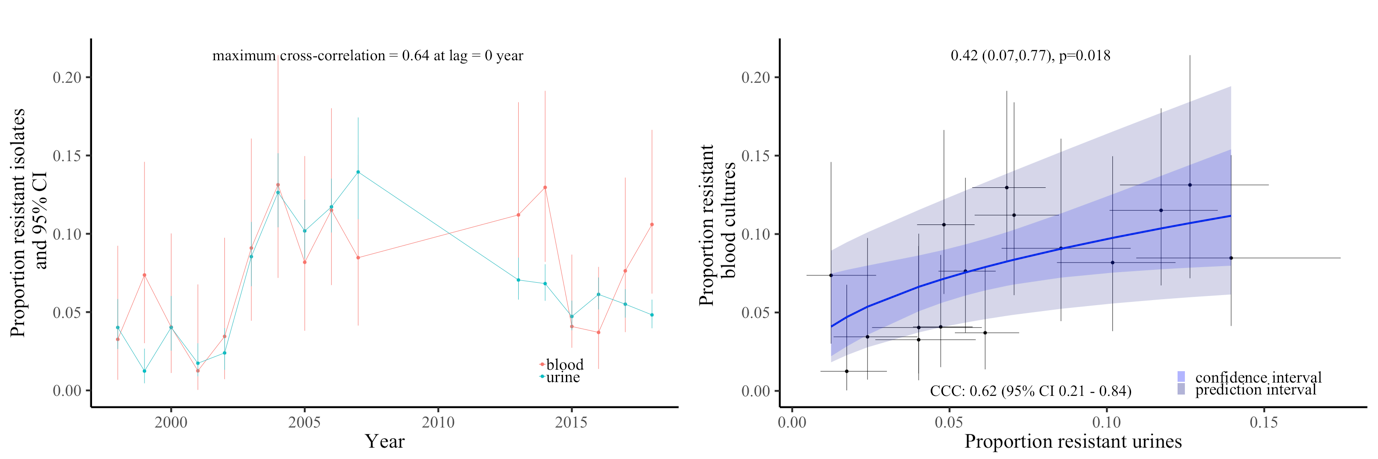 maximum cross-correlation = 0.64 at lag = 0 year
Proportion resistant isolates
and 95% CI
0.20
0.15
0.10
0.05
0.00
blood
urine
2000
2005
2010
2015
Year
0.42 (0.07,0.77), p=0.018
Proportion resistant
blood cultures
0.20
0.15
0.10
0.05
0.00
CCC: 0.62 (95% CI 0.21 - 0.84)
confidence interval
prediction interval
0.00
0.05
0.10
0.15
Proportion resistant urines